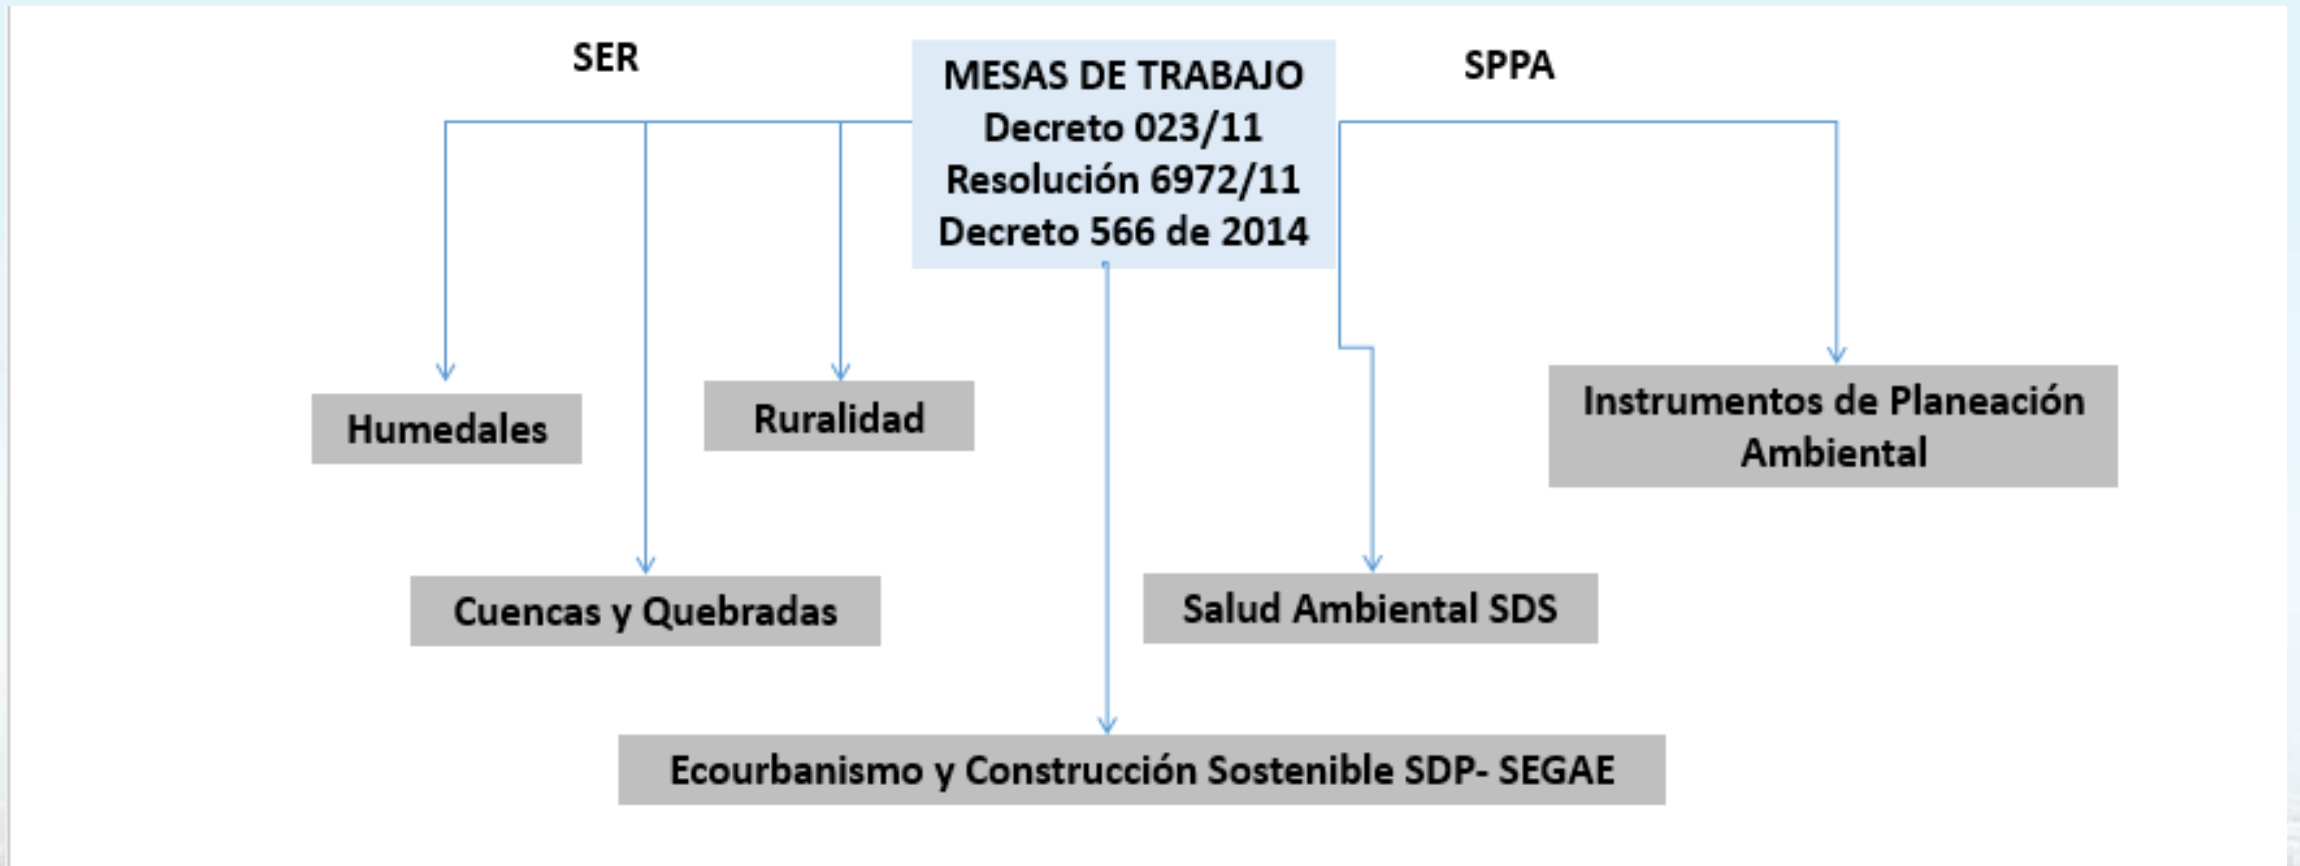 SER
MESAS DE TRABAJO
Decreto 023/11
Resolución 6972/11
Decreto 566 de 2014
SPPA
Humedales
Ruralidad
Instrumentos de Planeación
Ambiental
Cuencas y Quebradas
Salud Ambiental SDS
Ecourbanismo y Construcción Sostenible SDP- SEGAE